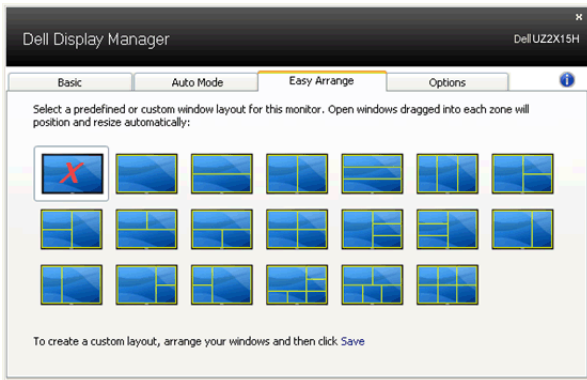 Dell Display Manager
Dell UZ2X15H
Basic
Auto Mode
Easy Arrange
Options
Select a predefined or custom window layout for this monitor. Open windows dragged into each zone will
position and resize automatically:
To create a custom layout, arrange your windows and then click Save